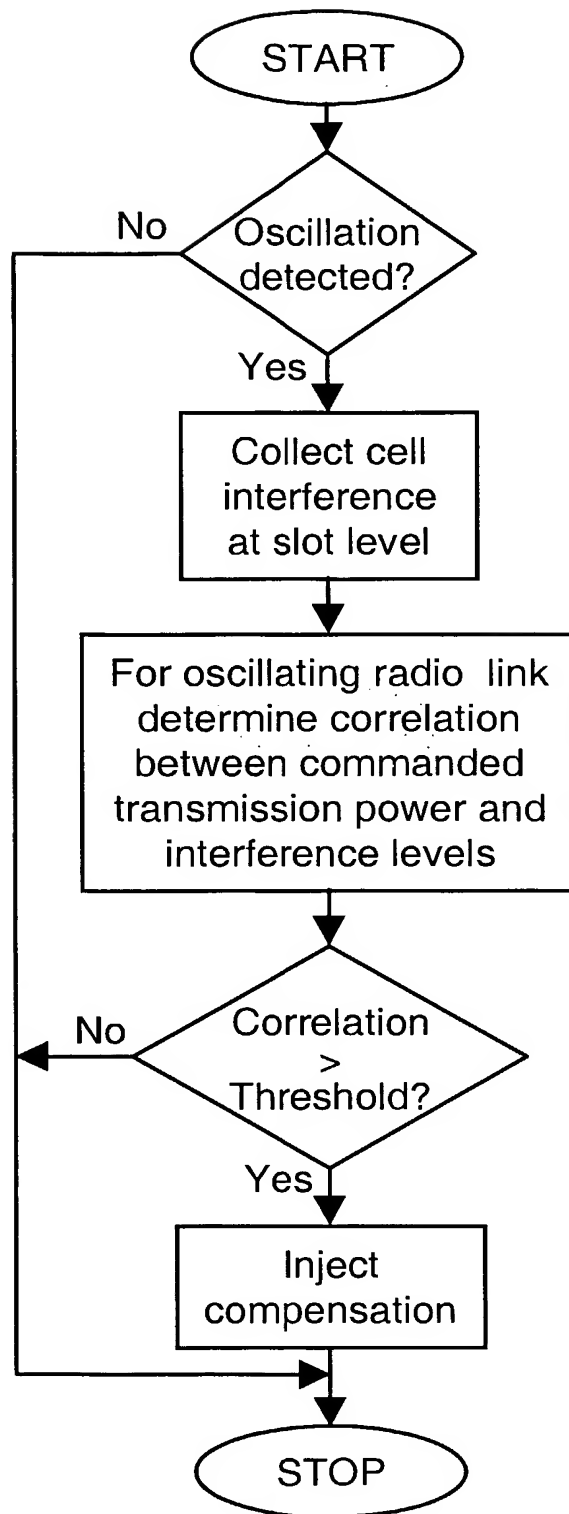 START
No
Oscillation
detected?
Yes
Collect cell
interference
at slot level
For oscillating radio link
determine correlation
between commanded
transmission power and
interference levels
No
Correlation
>
Threshold?
Yes
Inject
compensation
STOP